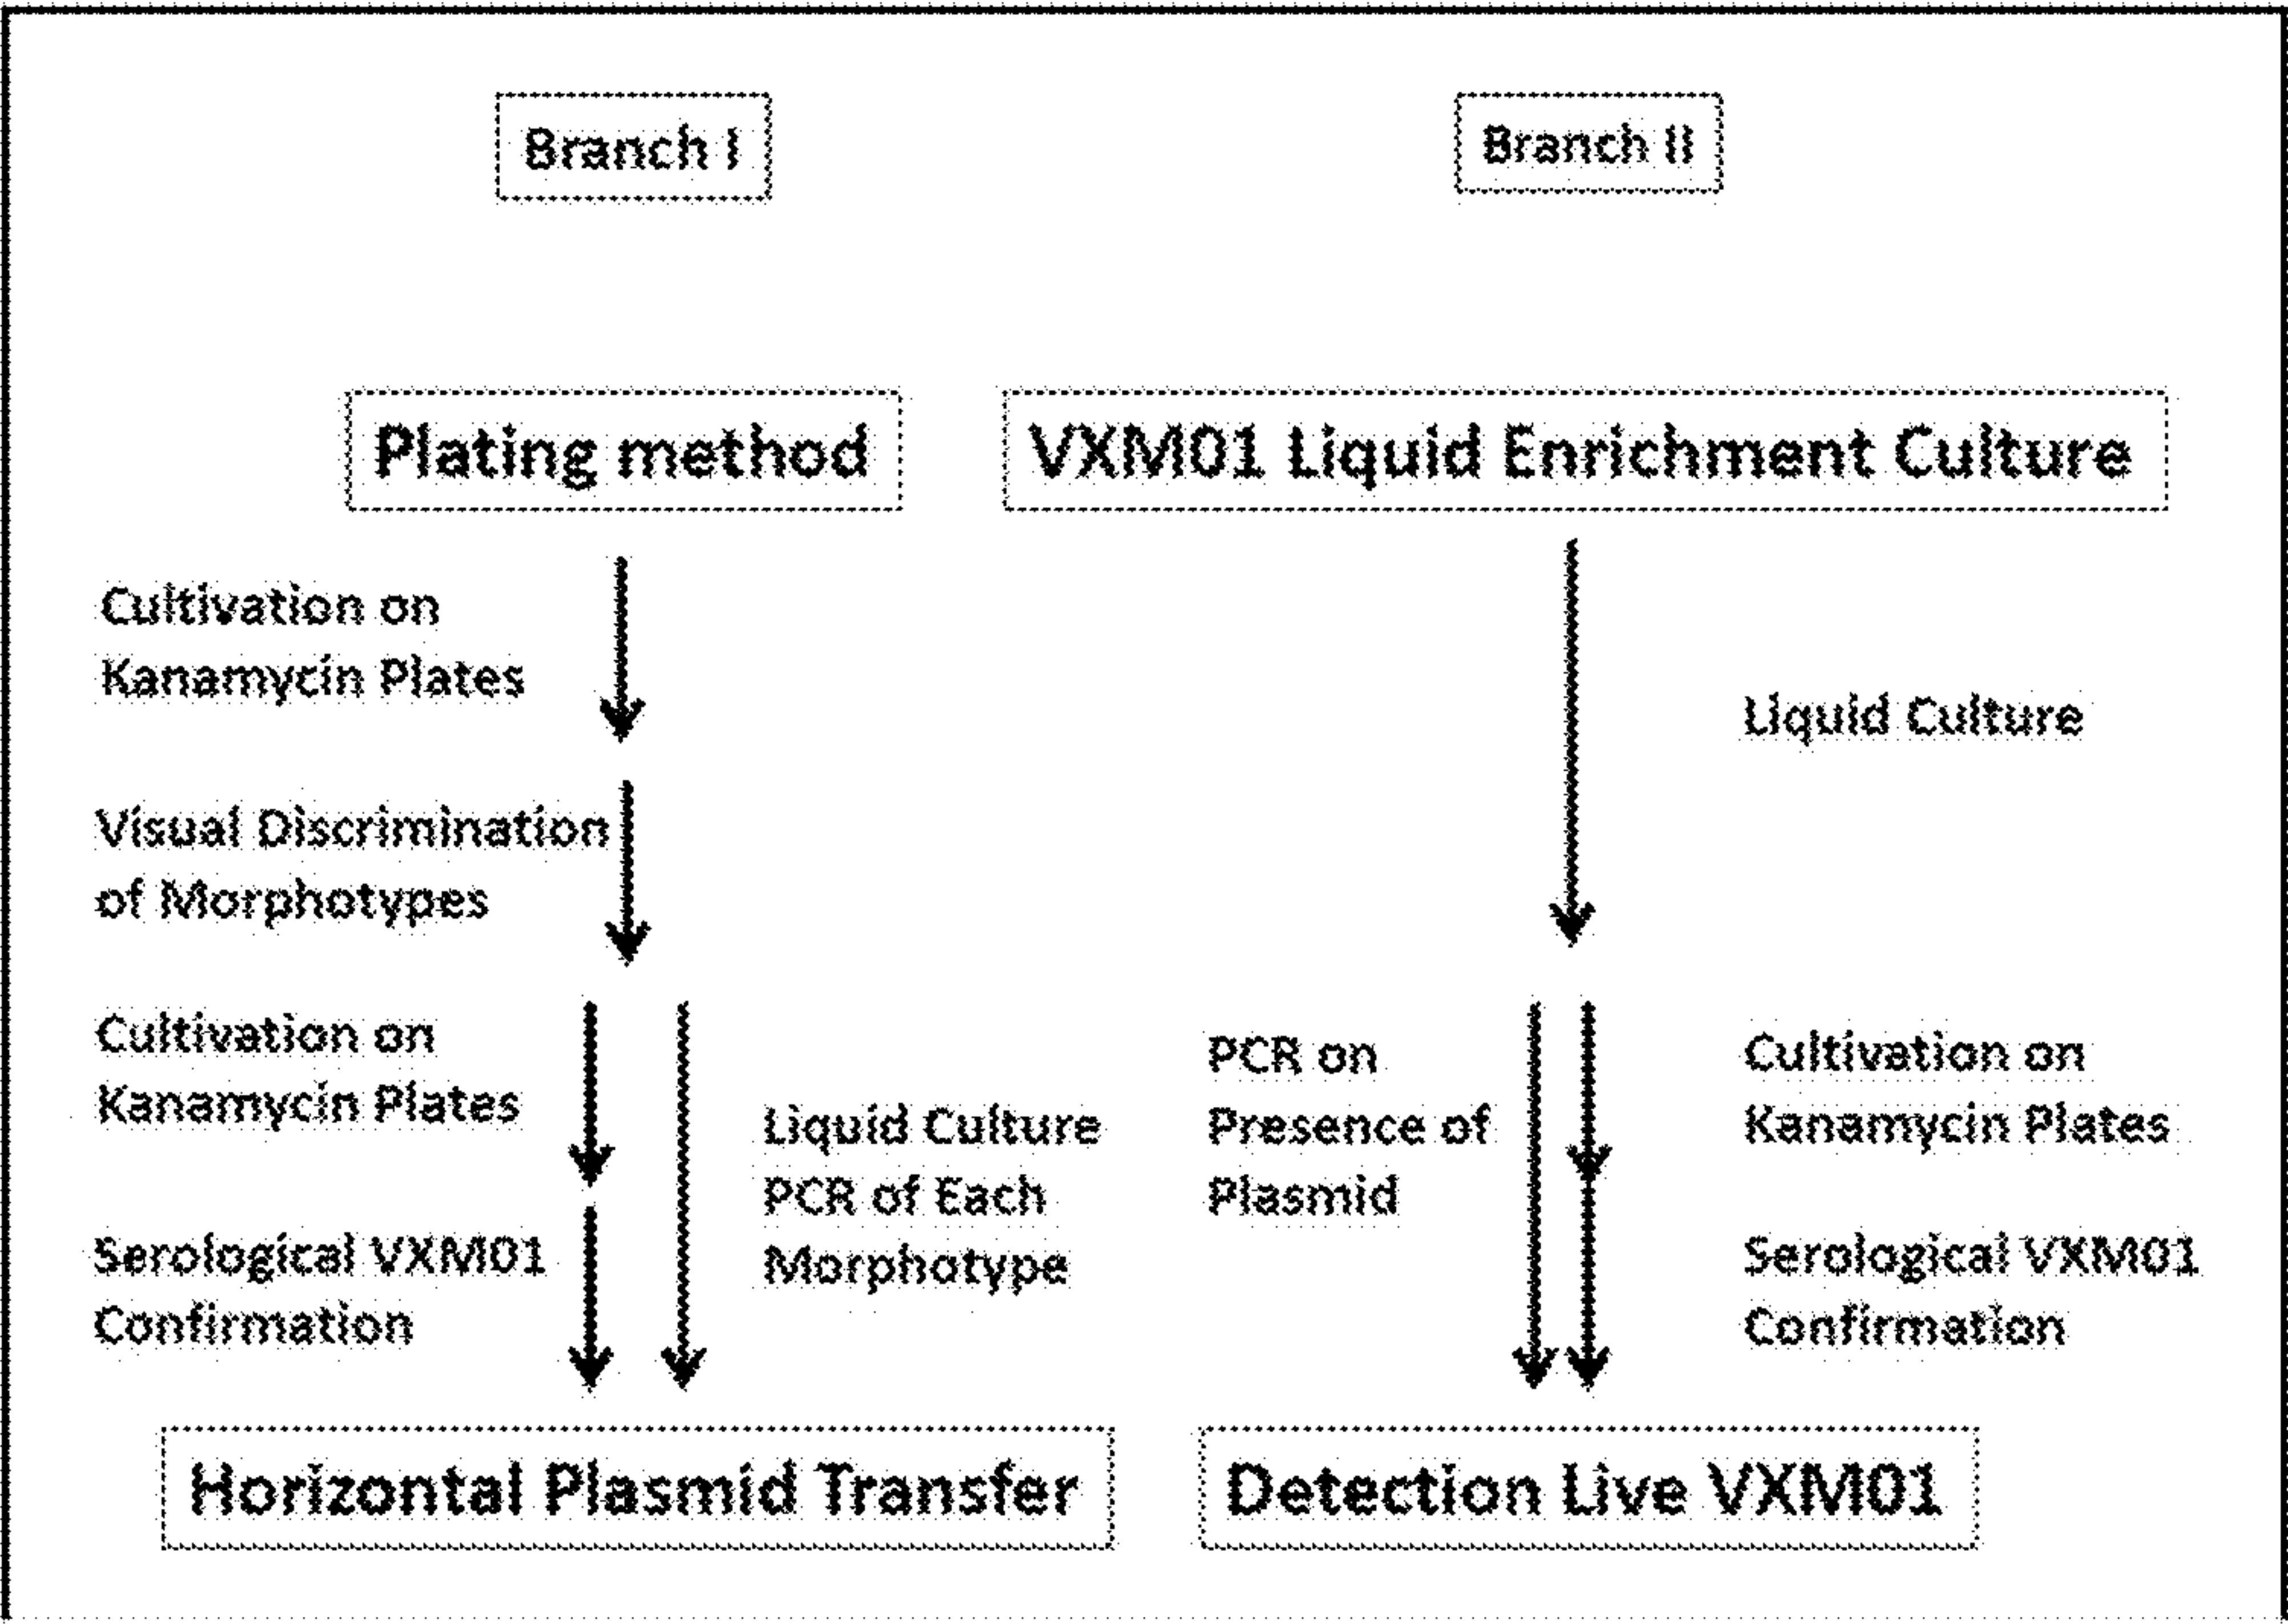 Branch I
Branch II
Plating method
VXM01 Liquid Enrichment Culture
Cultivation on
Kanamycin Plates
Liquid Culture
Visual Discrimination
of Morphotypes
Cultivation on
Kanamycin Plates
Liquid Culture
PCR of Each
Morphotype
PCR on
Presence of
Plasmid
Cultivation on
Kanamycin Plates
Serological VXM01
Confirmation
Serological VXM01
Confirmation
Horizontal Plasmid Transfer
Detection Live VXM01